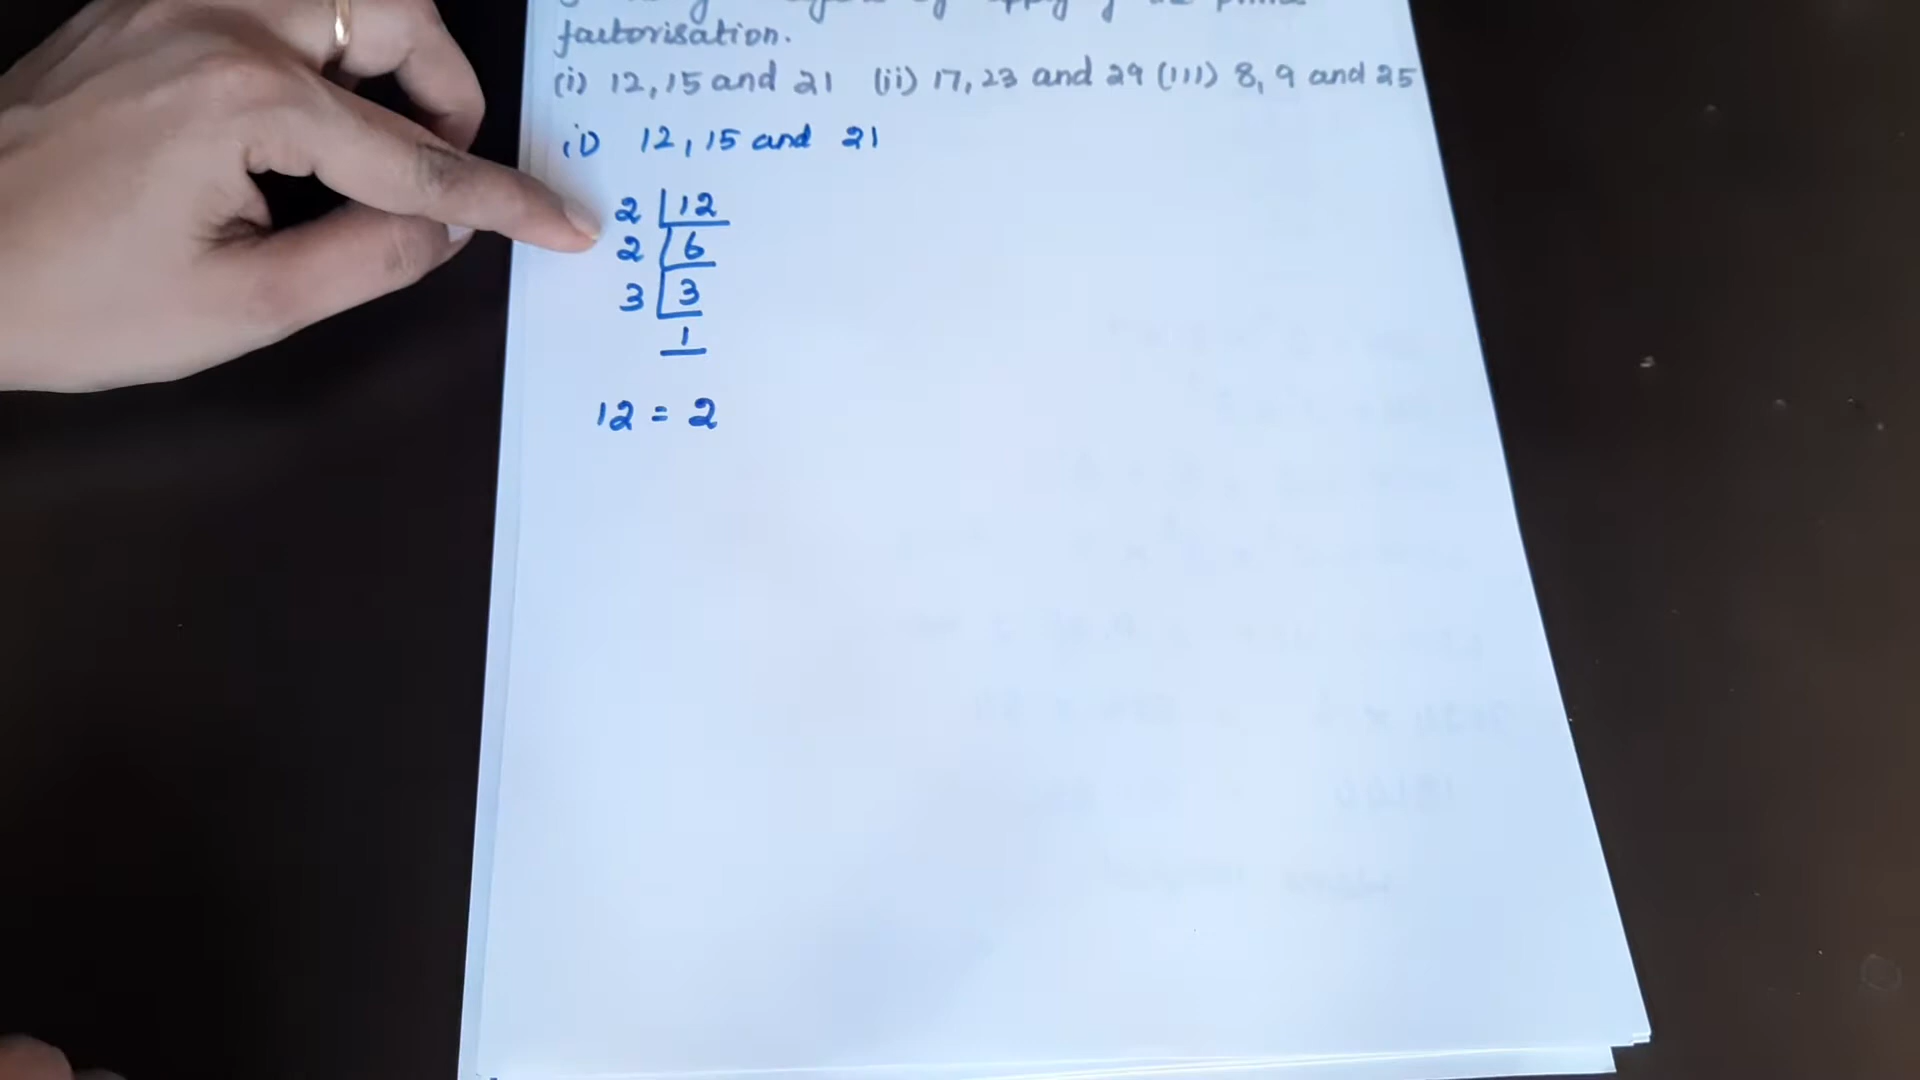 factorisation.
(i) 12, 15 and 21 (ii) 17, 23 and 29 (iii) 8, 9 and 25
(i) 12, 15 and 21
2 | 12
2 | 6
3 | 3
1
12 = 2